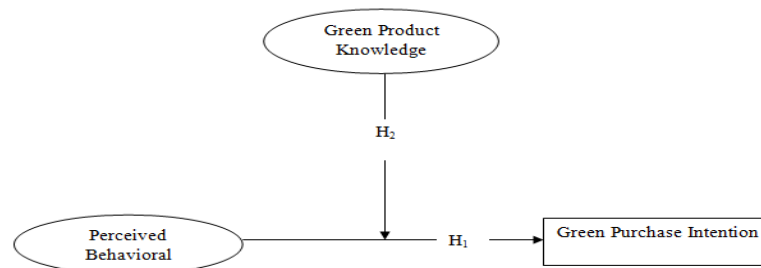 Green Product
Knowledge
H₂
Perceived
Behavioral
H₁
Green Purchase Intention